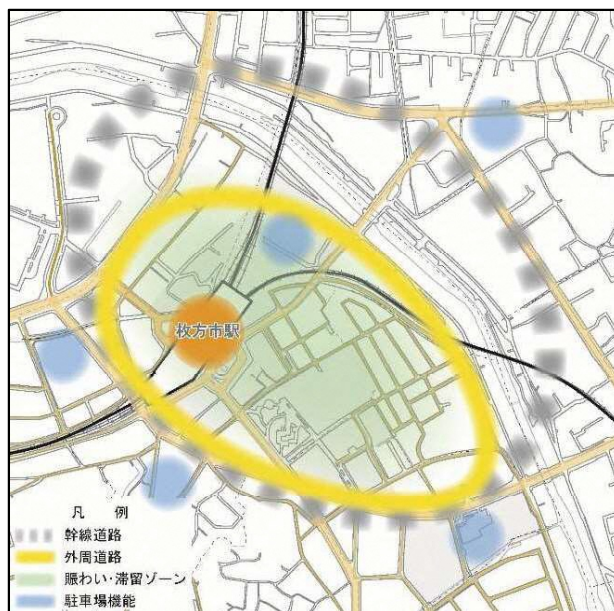 枚方市駅
凡 例
幹線道路
外周道路
賑わい・滞留ゾーン
駐車場機能